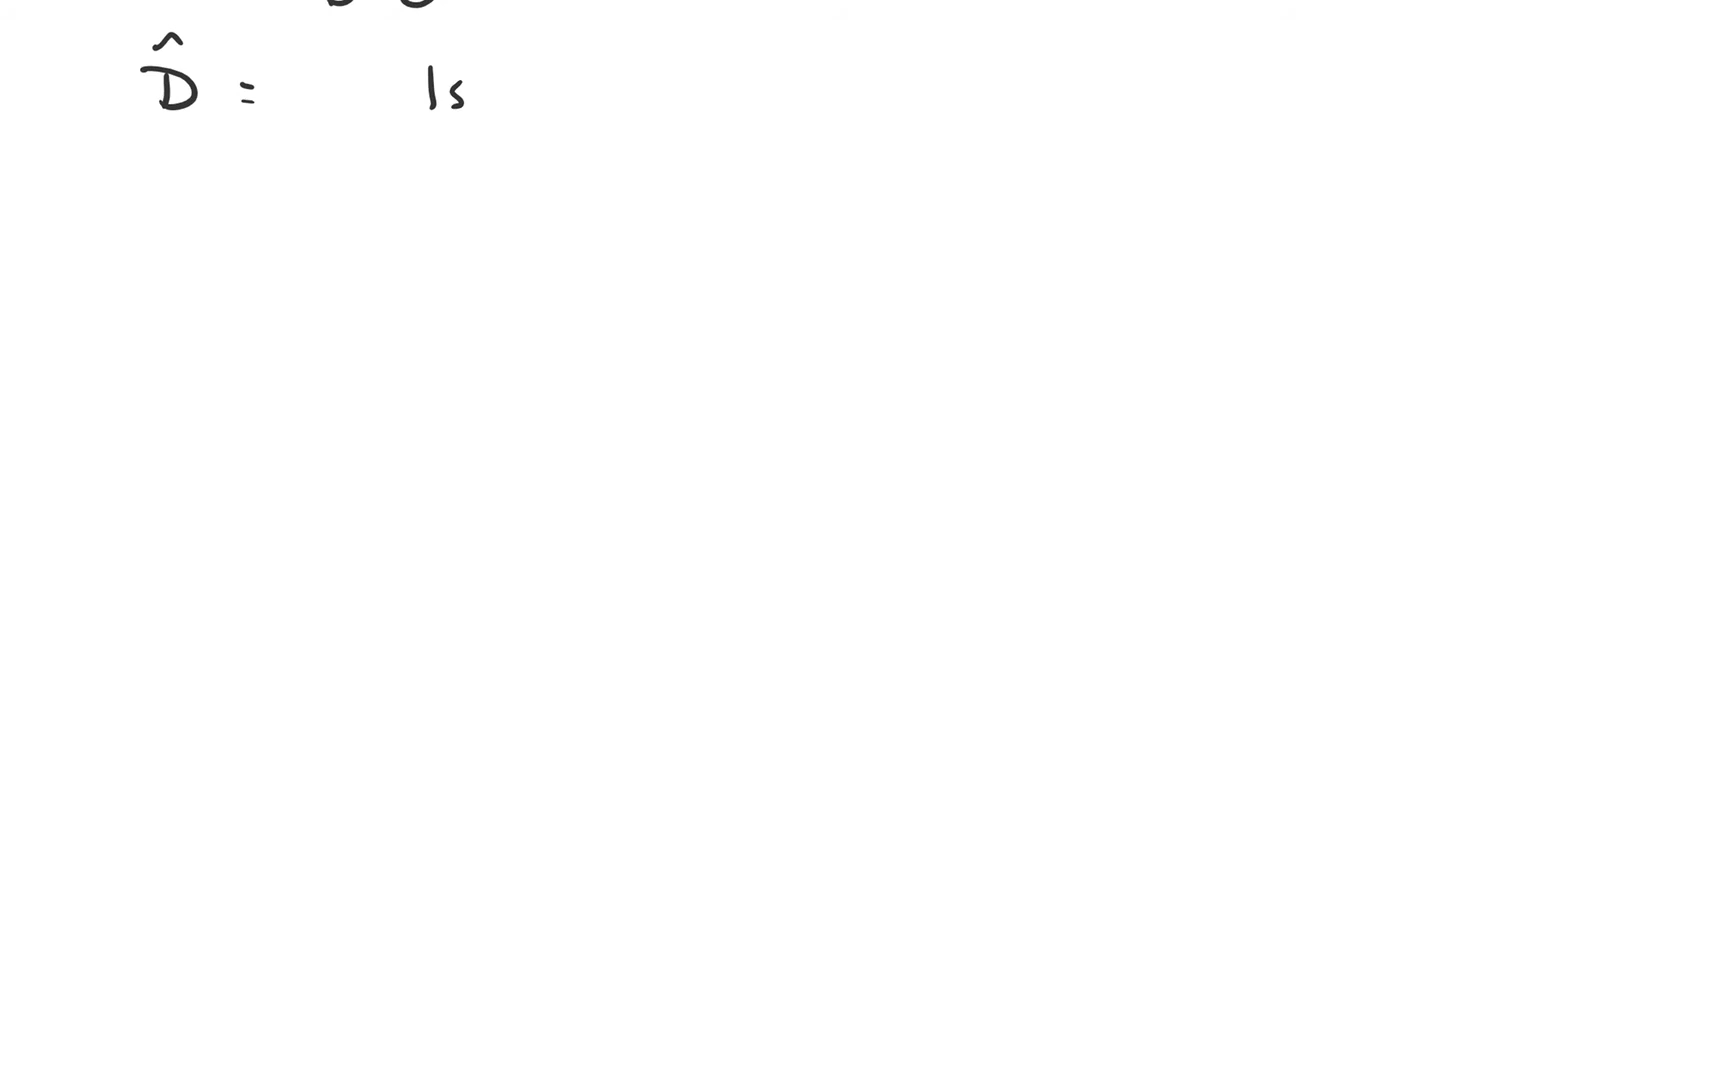 D̂ = 1s